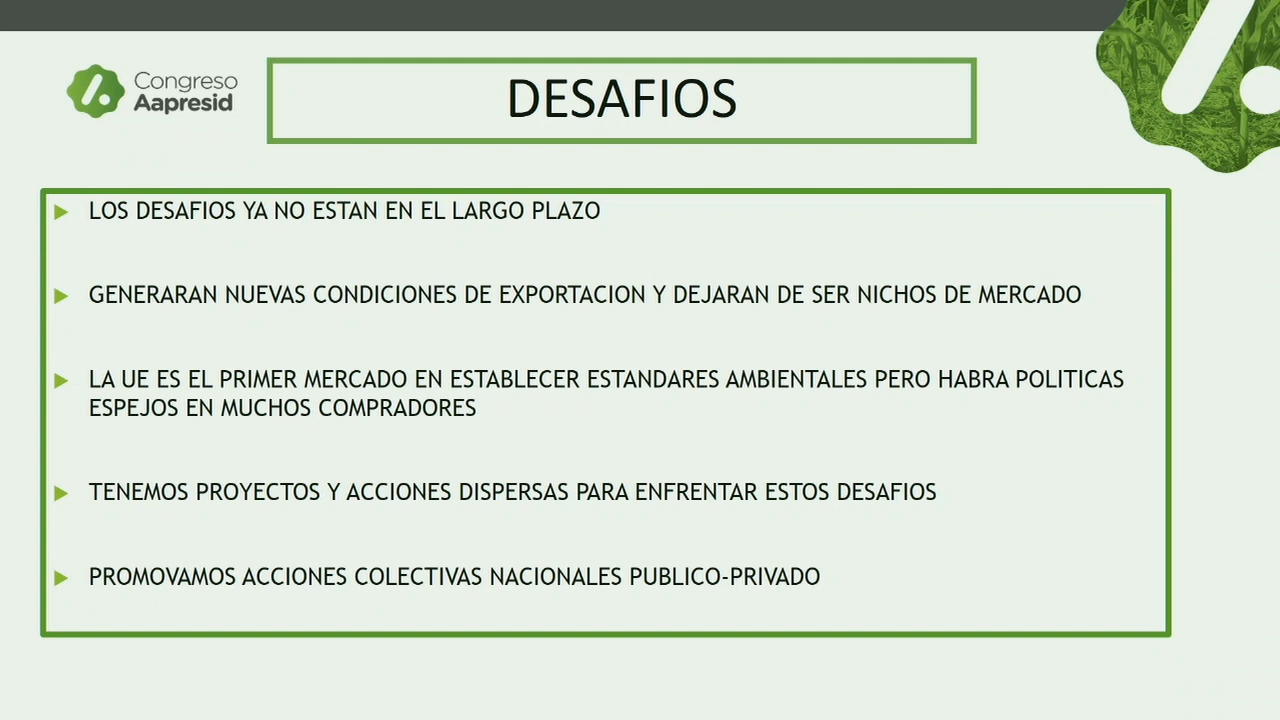 Congreso
Aapresid
DESAFIOS
LOS DESAFIOS YA NO ESTAN EN EL LARGO PLAZO
GENERARAN NUEVAS CONDICIONES DE EXPORTACION Y DEJARAN DE SER NICHOS DE MERCADO
LA UE ES EL PRIMER MERCADO EN ESTABLECER ESTANDARES AMBIENTALES PERO HABRA POLITICAS
ESPEJOS EN MUCHOS COMPRADORES
TENEMOS PROYECTOS Y ACCIONES DISPERSAS PARA ENFRENTAR ESTOS DESAFIOS
PROMOVAMOS ACCIONES COLECTIVAS NACIONALES PUBLICO-PRIVADO